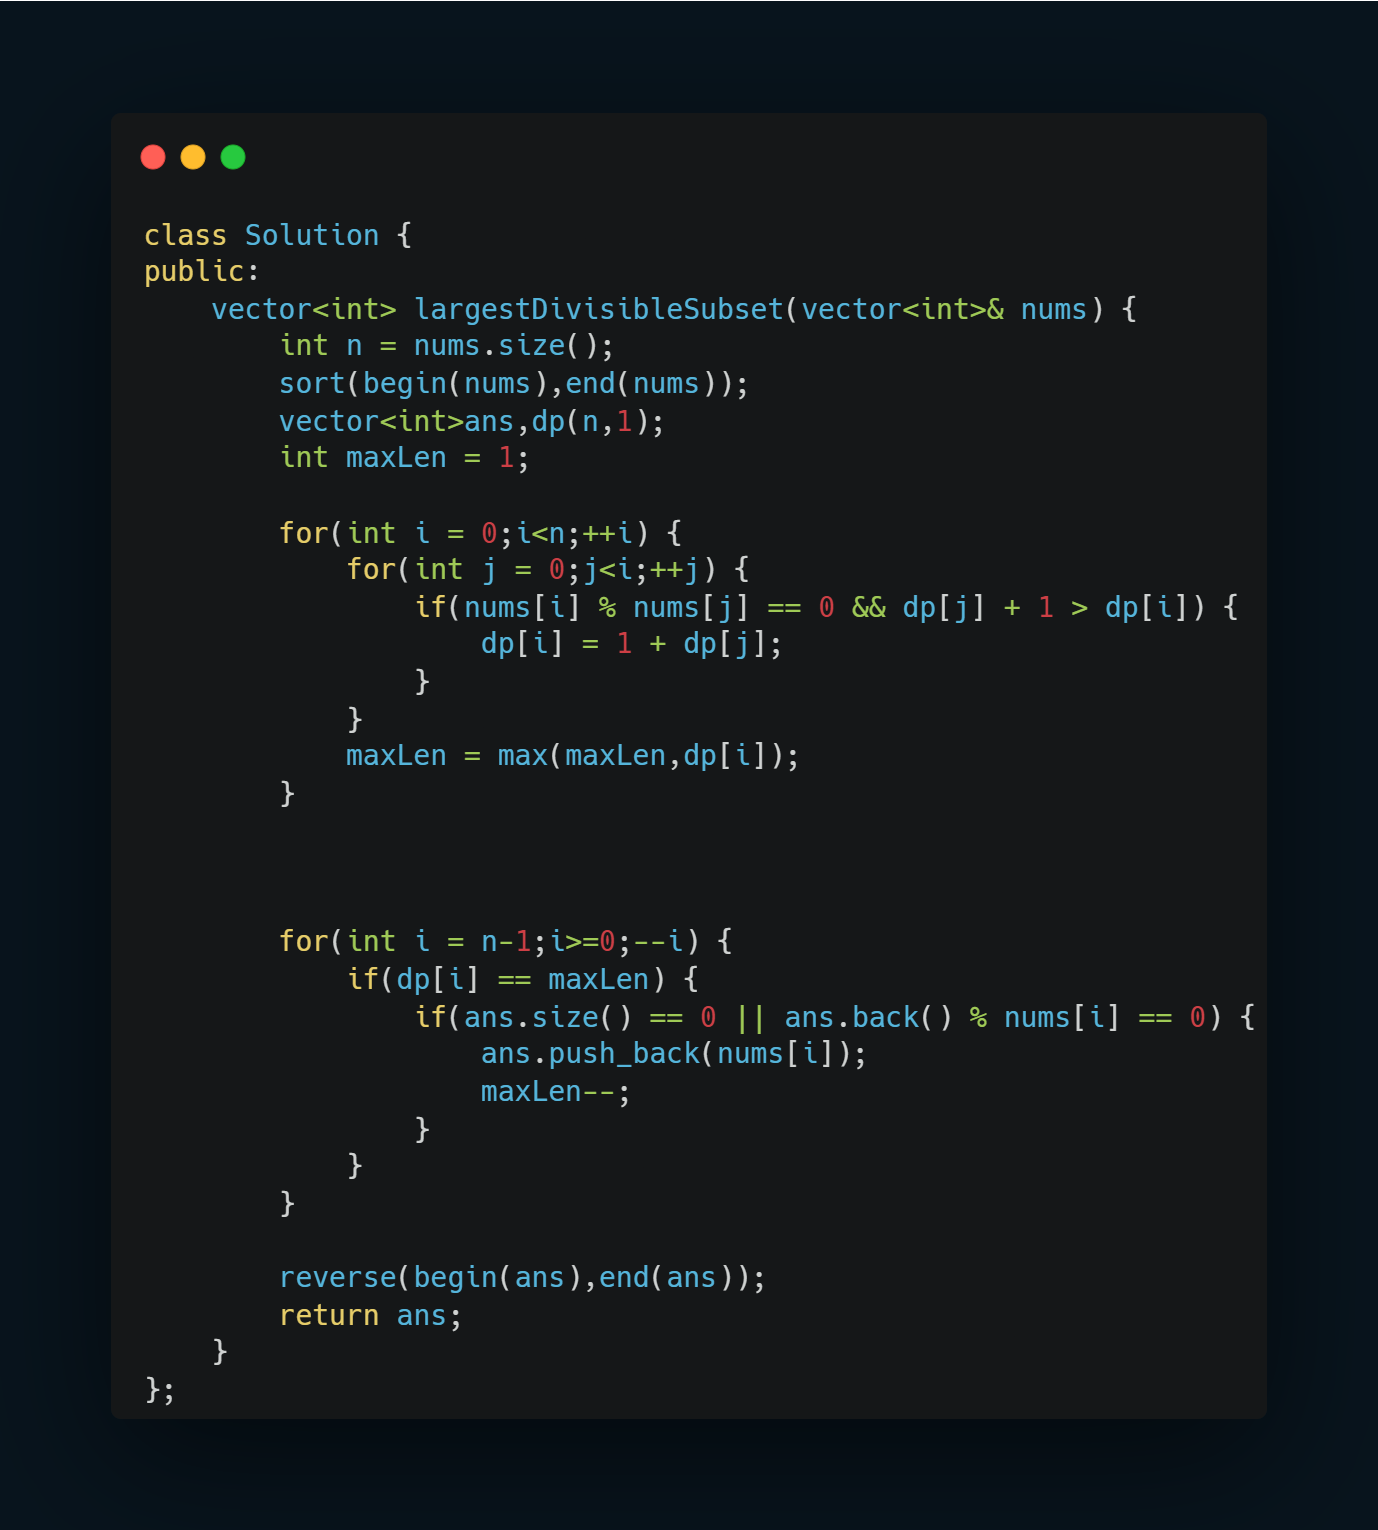 class Solution {
public:
    vector<int> largestDivisibleSubset(vector<int>& nums) {
        int n = nums.size();
        sort(begin(nums),end(nums));
        vector<int>ans,dp(n,1);
        int maxLen = 1;

        for(int i = 0;i<n;++i) {
            for(int j = 0;j<i;++j) {
                if(nums[i] % nums[j] == 0 && dp[j] + 1 > dp[i]) {
                    dp[i] = 1 + dp[j];
                }
            }
            maxLen = max(maxLen,dp[i]);
        }

        for(int i = n-1;i>=0;--i) {
            if(dp[i] == maxLen) {
                if(ans.size() == 0 || ans.back() % nums[i] == 0) {
                    ans.push_back(nums[i]);
                    maxLen--;
                }
            }
        }

        reverse(begin(ans),end(ans));
        return ans;
    }
};